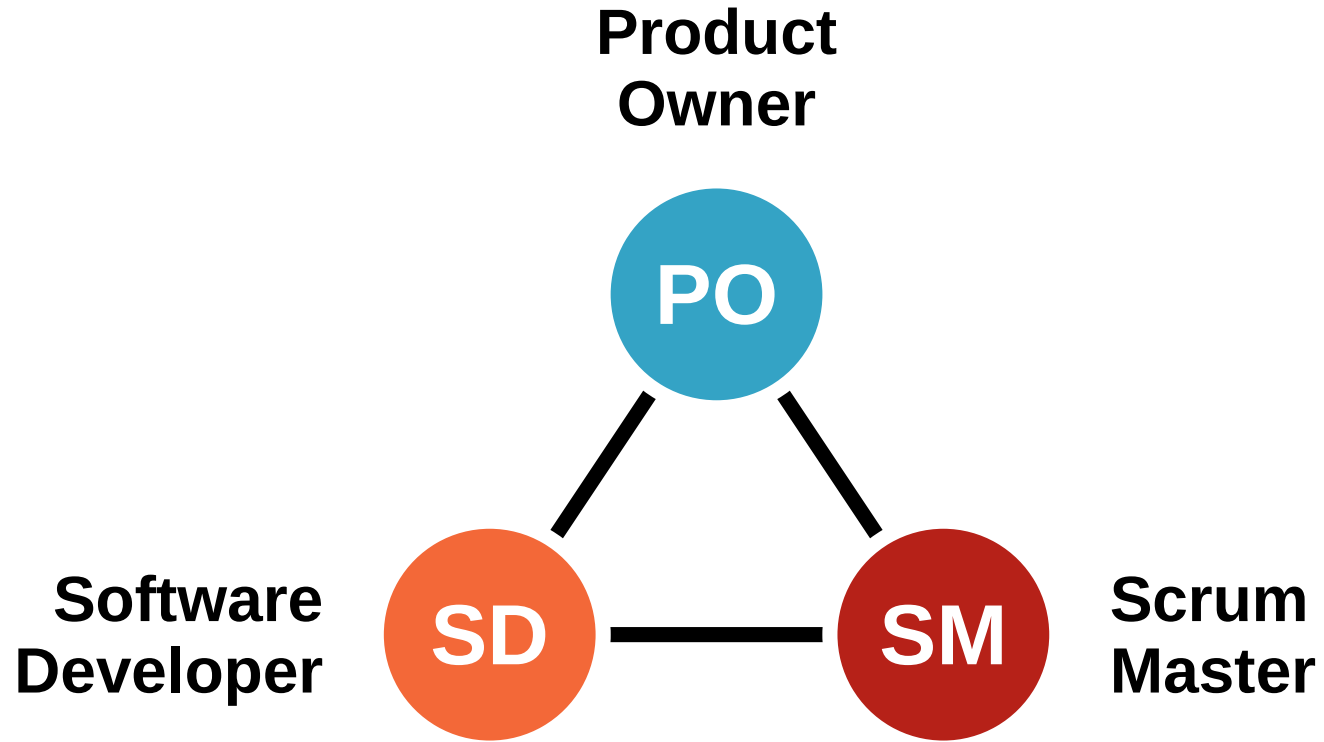 Product
Owner
PO
Software
Developer
SD
SM
Scrum
Master